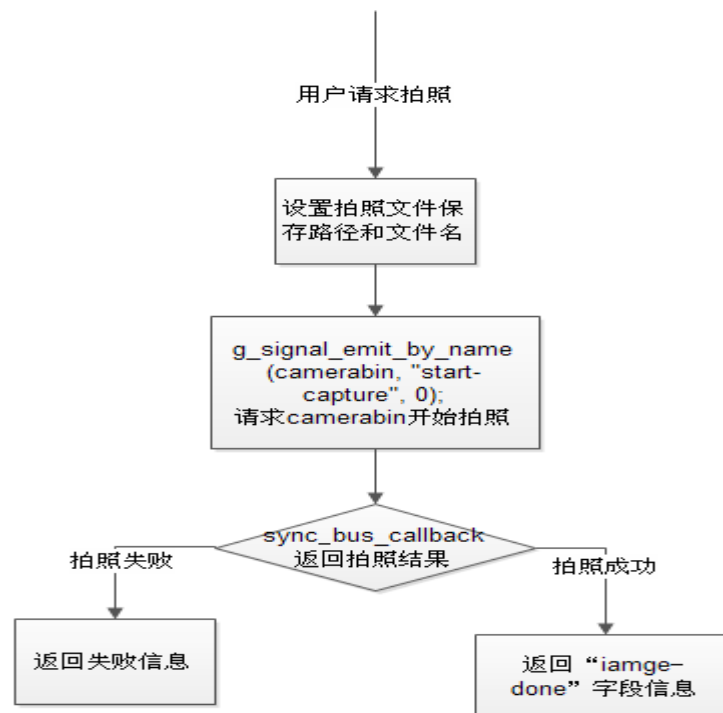 用户请求拍照
设置拍照文件保
存路径和文件名
g_signal_emit_by_name
(camerabin, "start-
capture", 0);
请求camerabin开始拍照
sync_bus_callback
返回拍照结果
拍照失败
拍照成功
返回失败信息
返回“iamge-
done”字段信息